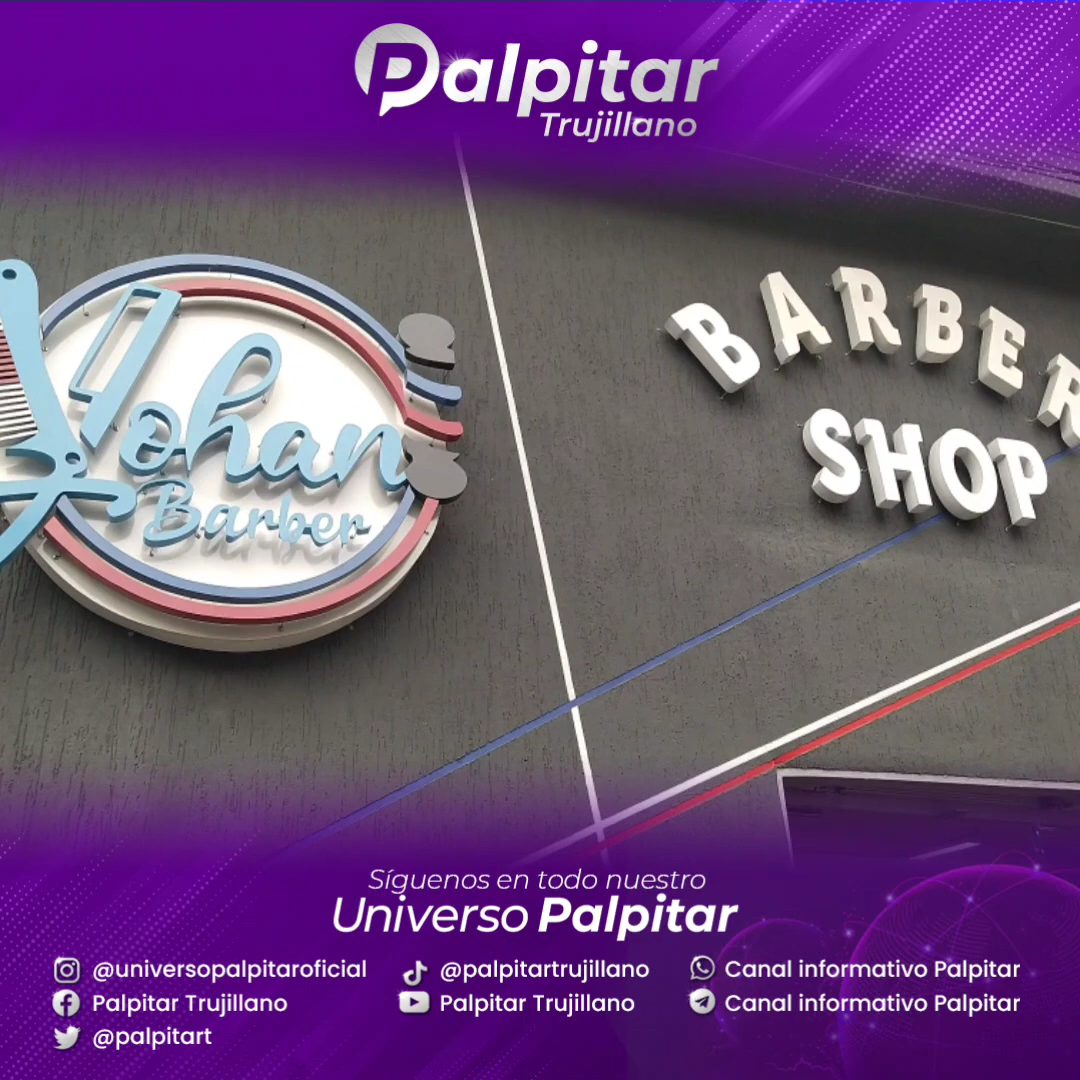 Palpitar
Trujillano
Yohan
Barber
BARBER
SHOP
Síguenos en todo nuestro
Universo Palpitar
@universopalpitaroficial
Palpitar Trujillano
@palpitart
@palpitartrujillano
Palpitar Trujillano
Canal informativo Palpitar
Canal informativo Palpitar